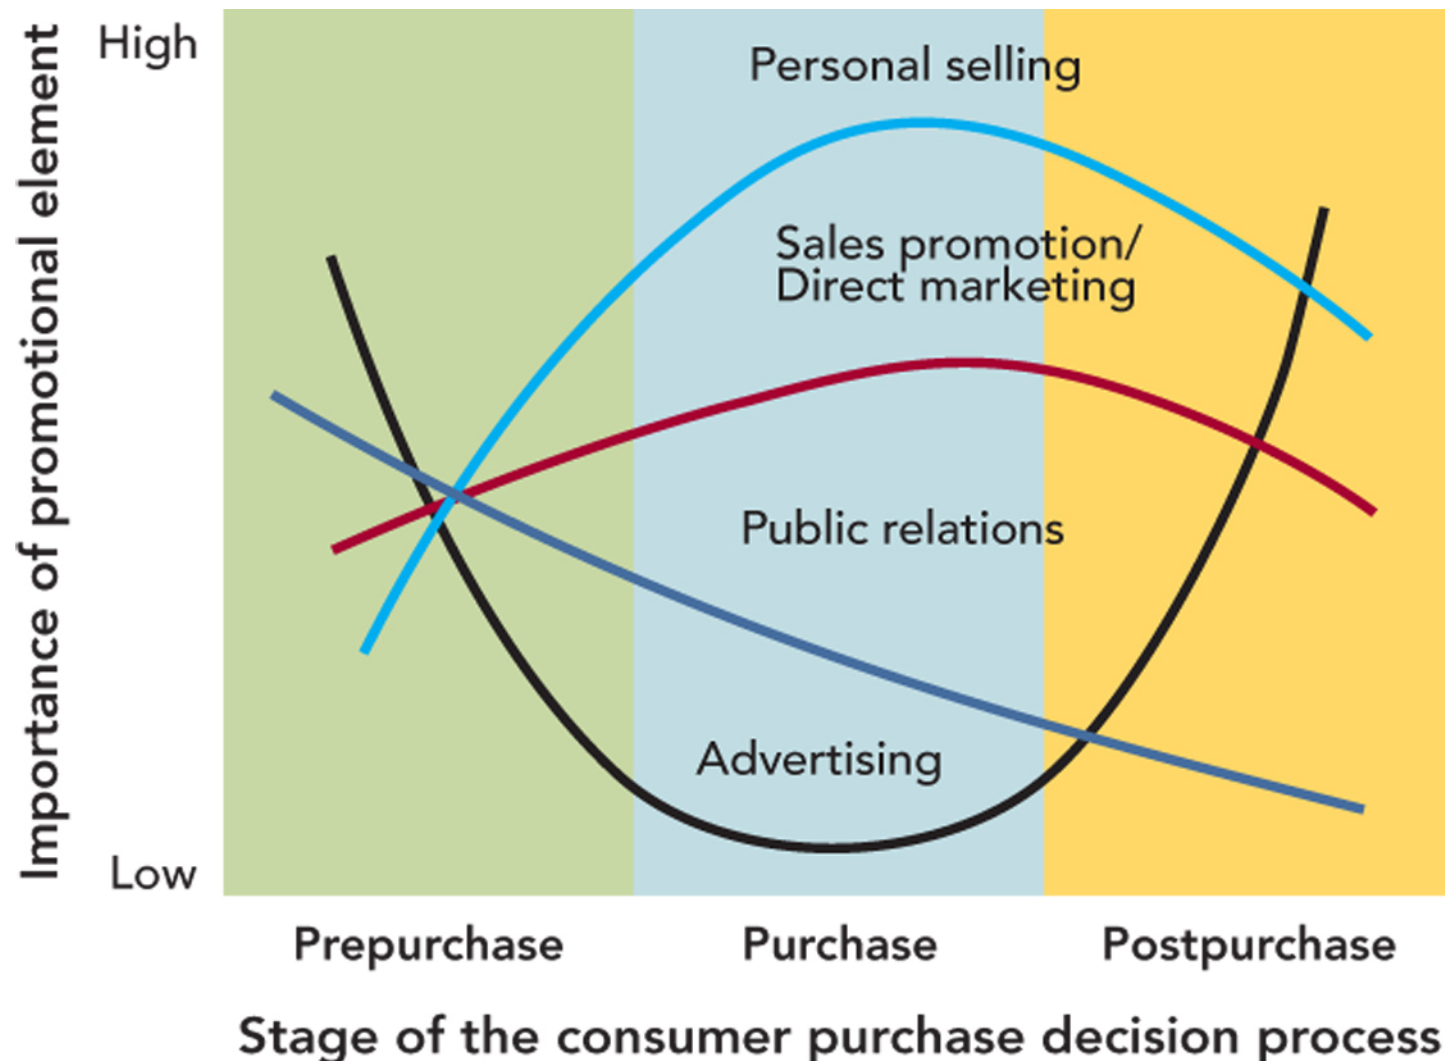 Importance of promotional element
High
Personal selling
Sales promotion/
Direct marketing
Public relations
Advertising
Low
Prepurchase
Purchase
Postpurchase
Stage of the consumer purchase decision process